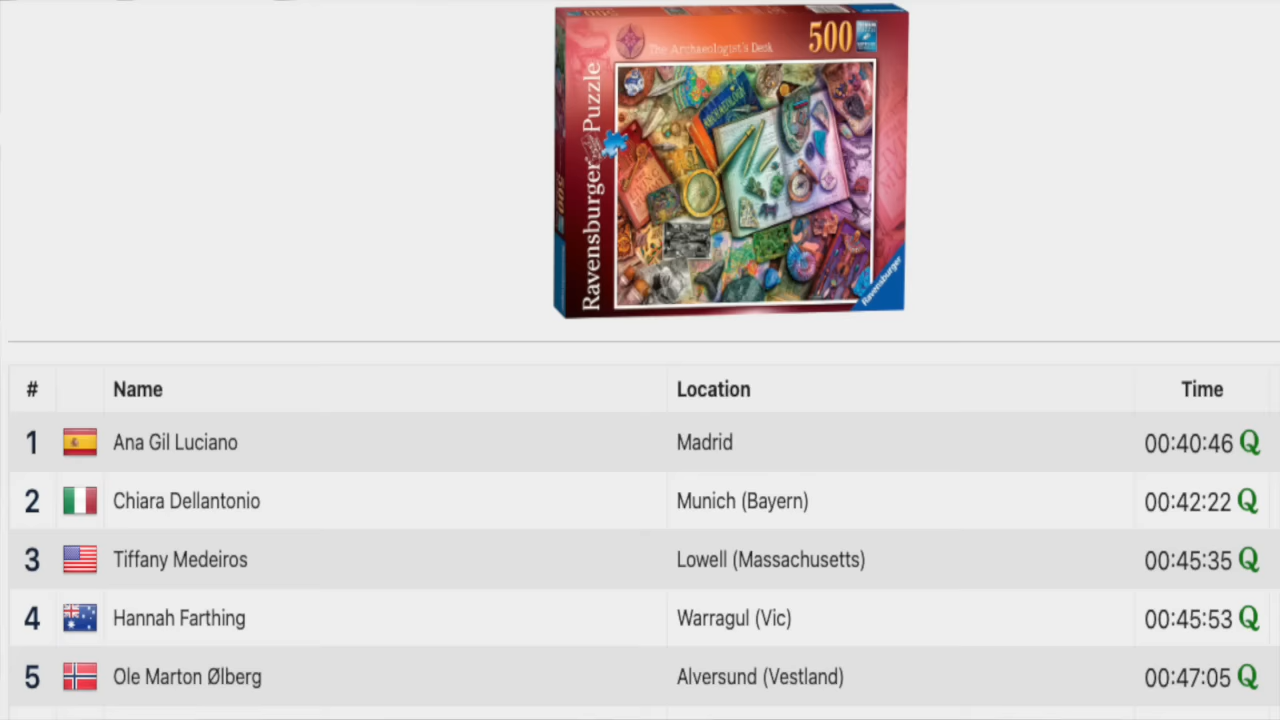 500
The Archaeologist's Desk
Ravensburger Puzzle
ARCHAEOLOGY
500
Ravensburger
# Name Location Time
1 Ana Gil Luciano Madrid 00:40:46 Q
2 Chiara Dellantonio Munich (Bayern) 00:42:22 Q
3 Tiffany Medeiros Lowell (Massachusetts) 00:45:35 Q
4 Hannah Farthing Warragul (Vic) 00:45:53 Q
5 Ole Marton Ølberg Alversund (Vestland) 00:47:05 Q